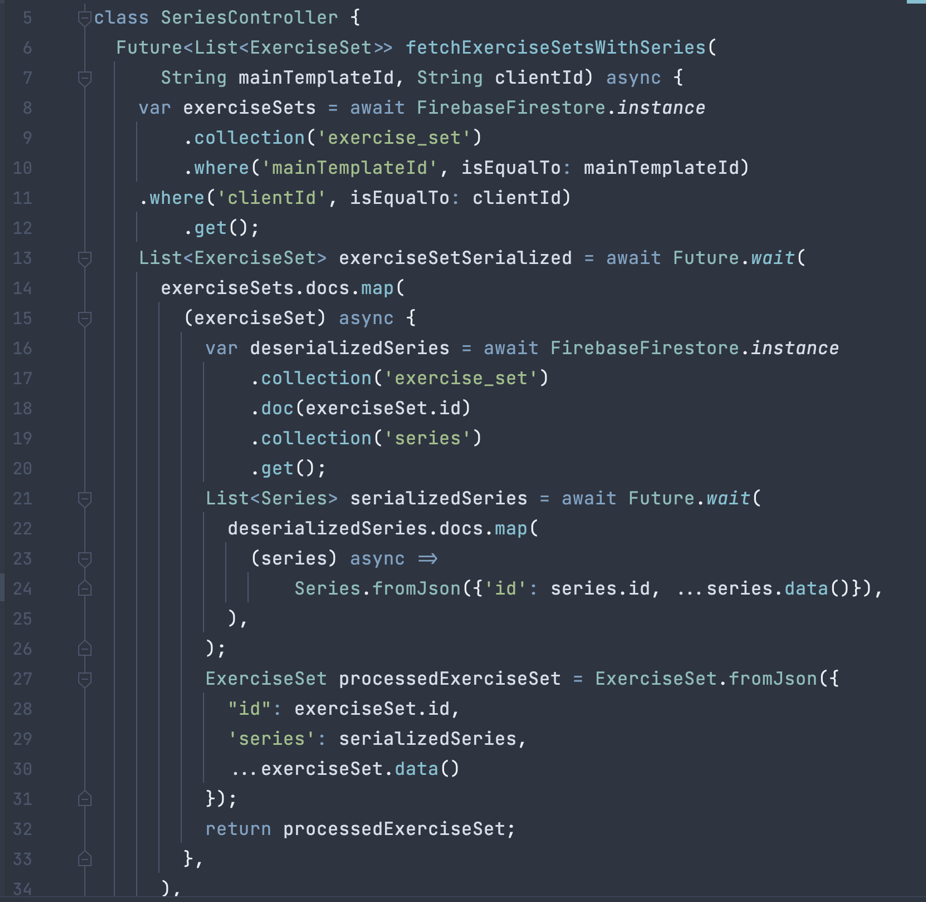 5 class SeriesController {
6 Future<List<ExerciseSet>> fetchExerciseSetsWithSeries(
7 String mainTemplateId, String clientId) async {
8 var exerciseSets = await FirebaseFirestore.instance
9 .collection('exercise_set')
10 .where('mainTemplateId', isEqualTo: mainTemplateId)
11 .where('clientId', isEqualTo: clientId)
12 .get();
13 List<ExerciseSet> exerciseSetSerialized = await Future.wait(
14 exerciseSets.docs.map(
15 (exerciseSet) async {
16 var deserializedSeries = await FirebaseFirestore.instance
17 .collection('exercise_set')
18 .doc(exerciseSet.id)
19 .collection('series')
20 .get();
21 List<Series> serializedSeries = await Future.wait(
22 deserializedSeries.docs.map(
23 (series) async =>
24 Series.fromJson({'id': series.id, ...series.data()}),
25 ),
26 );
27 ExerciseSet processedExerciseSet = ExerciseSet.fromJson({
28 "id": exerciseSet.id,
29 'series': serializedSeries,
30 ...exerciseSet.data()
31 });
32 return processedExerciseSet;
33 },
34 ),